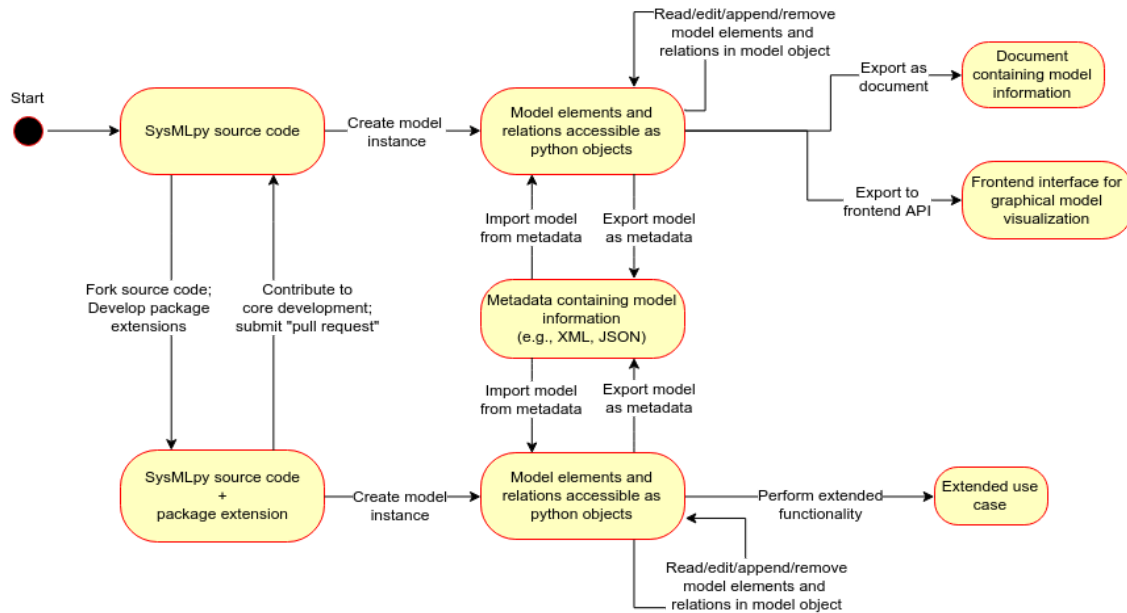 Read/edit/append/remove
model elements and
relations in model object
Start
SysMLpy source code
Create model
instance
Model elements and
relations accessible as
python objects
Export as
document
Document
containing model
information
Export to
frontend API
Frontend interface for
graphical model
visualization
Import model
from metadata
Export model
as metadata
Fork source code;
Develop package
extensions
Contribute to
core development;
submit "pull request"
Metadata containing model
information
(e.g., XML, JSON)
Import model
from metadata
Export model
as metadata
SysMLpy source code
+
package extension
Create model
instance
Model elements and
relations accessible as
python objects
Perform extended
functionality
Extended use
case
Read/edit/append/remove
model elements and
relations in model object